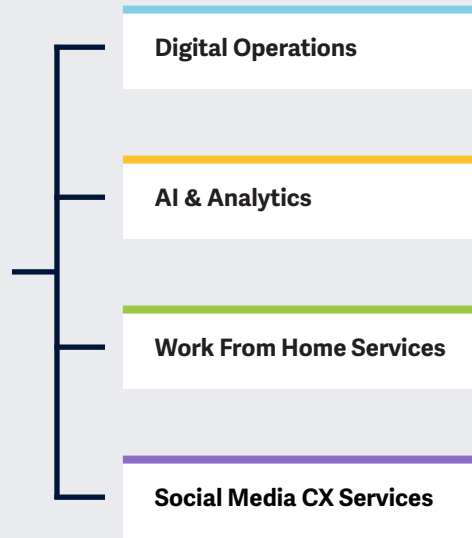 Digital Operations
AI & Analytics
Work From Home Services
Social Media CX Services